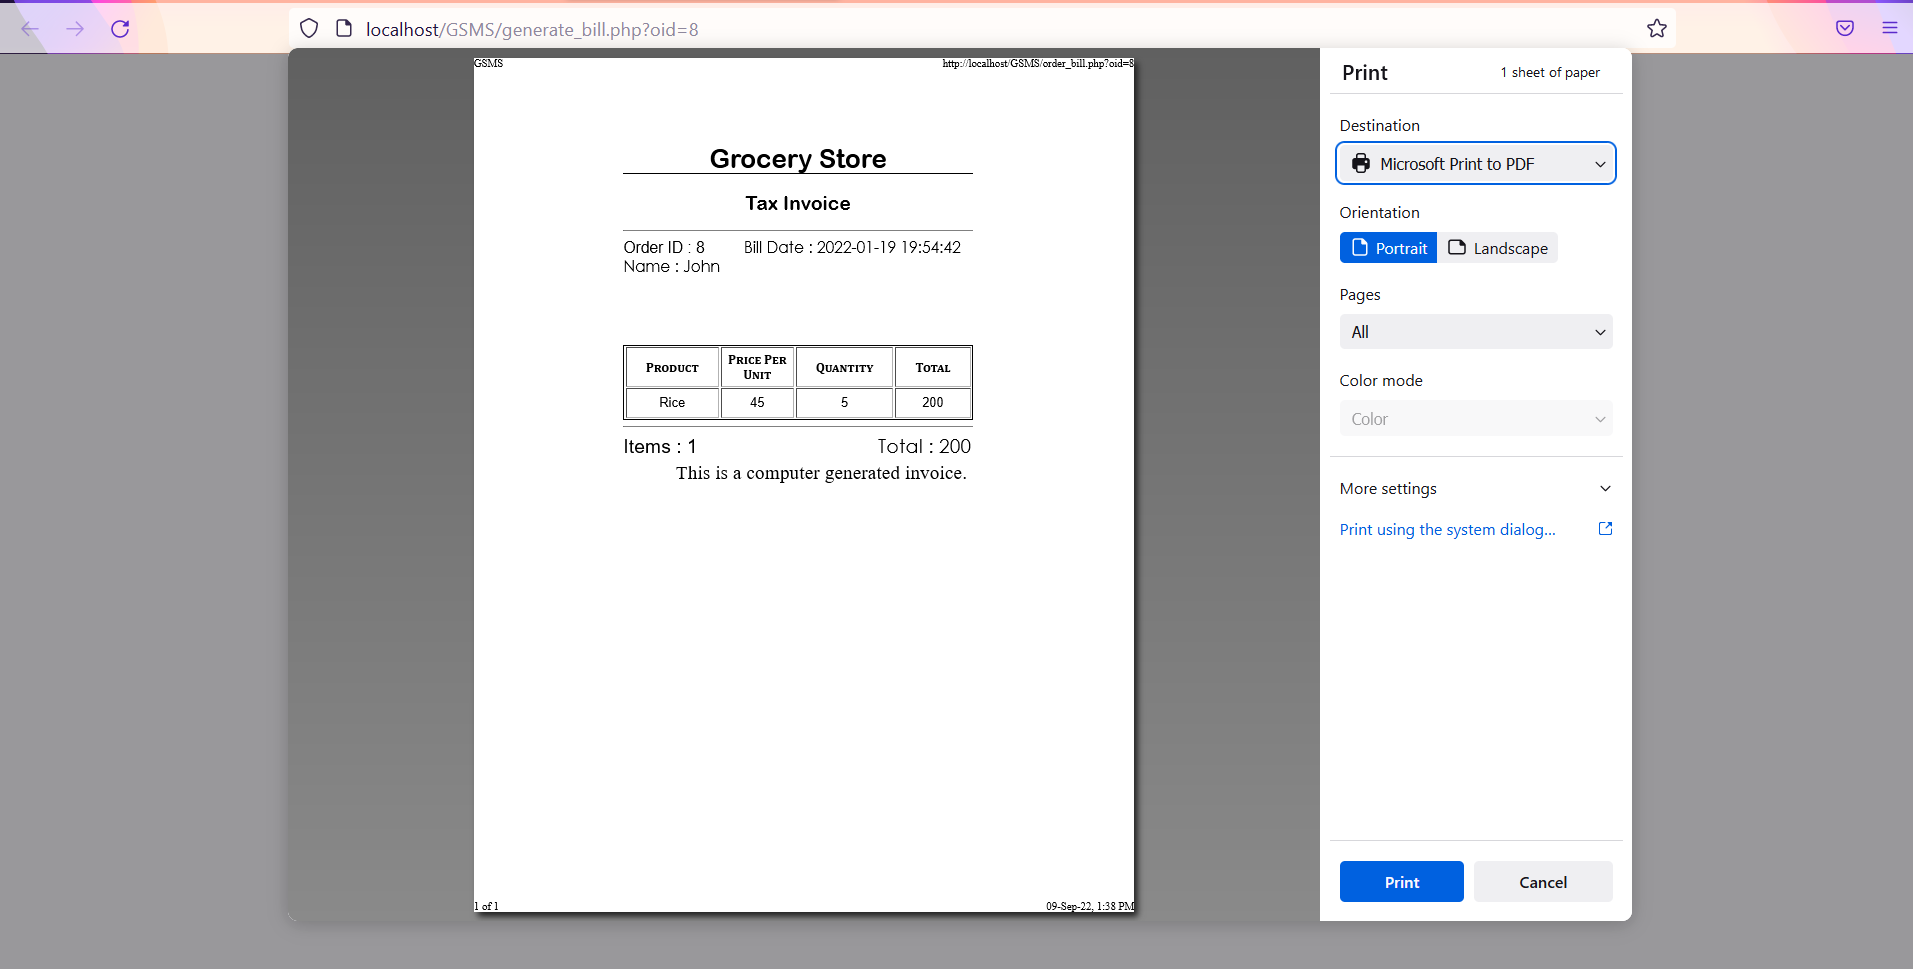 localhost/GSMS/generate_bill.php?oid=8
GSMS http://localhost/GSMS/order_bill.php?oid=8
Grocery Store
Tax Invoice
Order ID : 8 Bill Date : 2022-01-19 19:54:42
Name : John
Product Price Per Unit Quantity Total
Rice 45 5 200
Items : 1 Total : 200
This is a computer generated invoice.
1 of 1 09-Sep-22, 1:38 PM
Print 1 sheet of paper
Destination
Microsoft Print to PDF
Orientation
Portrait Landscape
Pages
All
Color mode
Color
More settings
Print using the system dialog...
Print Cancel